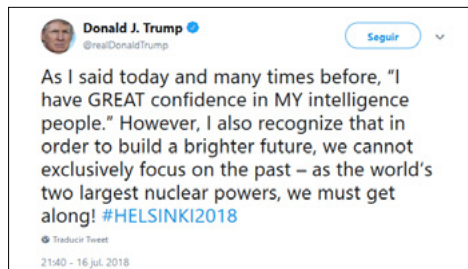 Donald J. Trump
@realDonaldTrump
Seguir
As I said today and many times before, “I
have GREAT confidence in MY intelligence
people.” However, I also recognize that in
order to build a brighter future, we cannot
exclusively focus on the past – as the world’s
two largest nuclear powers, we must get
along! #HELSINKI2018
Traducir Tweet
21:40 - 16 jul. 2018